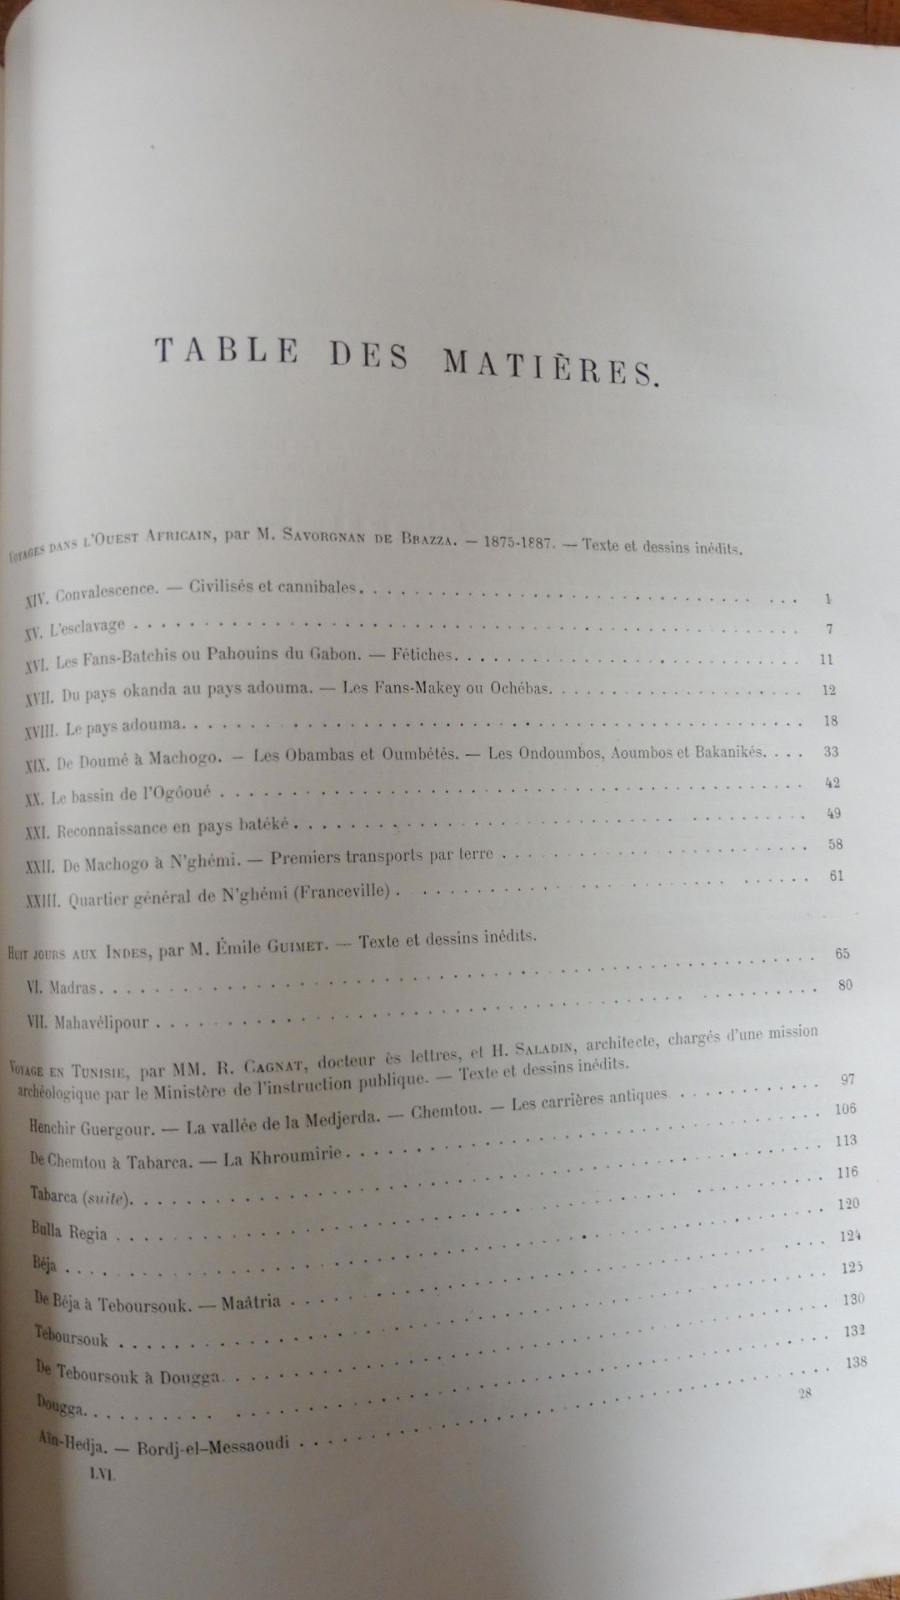 TABLE DES MATIÈRES.
VOYAGES DANS L'OUEST AFRICAIN, par M. SAVORGNAN DE BRAZZA. — 1875-1887. — Texte et dessins inédits.
XIV. Convalescence. — Civilisés et cannibales. . . . . . . . . . 1
XV. L'esclavage . . . . . . . . . . 7
XVI. Les Fans-Batchis ou Pahouins du Gabon. — Fétiches. . . . . . . . . . 11
XVII. Du pays okanda au pays adouma. — Les Fans-Makey ou Ochébas. . . . . . . . . . 12
XVIII. Le pays adouma. . . . . . . . . . 18
XIX. De Doumé à Machogo. — Les Obambas et Oumbétés. — Les Ondoumbos, Aoumbos et Bakanikés. . . . 33
XX. Le bassin de l'Ogôoué . . . . . . . . . . 42
XXI. Reconnaissance en pays batéké . . . . . . . . . . 49
XXII. De Machogo à N'ghémi. — Premiers transports par terre . . . . . . . . . . 58
XXIII. Quartier général de N'ghémi (Franceville) . . . . . . . . . . 61
HUIT JOURS AUX INDES, par M. Émile GUIMET. — Texte et dessins inédits.
VI. Madras. . . . . . . . . . 65
VII. Mahavélipour . . . . . . . . . . 80
VOYAGE EN TUNISIE, par MM. R. CAGNAT, docteur ès lettres, et H. SALADIN, architecte, chargés d'une mission
archéologique par le Ministère de l'instruction publique. — Texte et dessins inédits.
Henchir Guergour. — La vallée de la Medjerda. — Chemtou. — Les carrières antiques. . . . . . . . . 97
De Chemtou à Tabarca. — La Khroumirie. . . . . . . . . . 106
Tabarca (suite). . . . . . . . . . 113
Bulla Regia . . . . . . . . . . 116
Béja . . . . . . . . . . 120
De Béja à Teboursouk. — Maâtria . . . . . . . . . . 124
Teboursouk . . . . . . . . . . 125
De Teboursouk à Dougga. . . . . . . . . . 130
Dougga. . . . . . . . . . 132
Aïn-Hedja. — Bordj-el-Messaoudi . . . . . . . . . . 138
LVI. 28